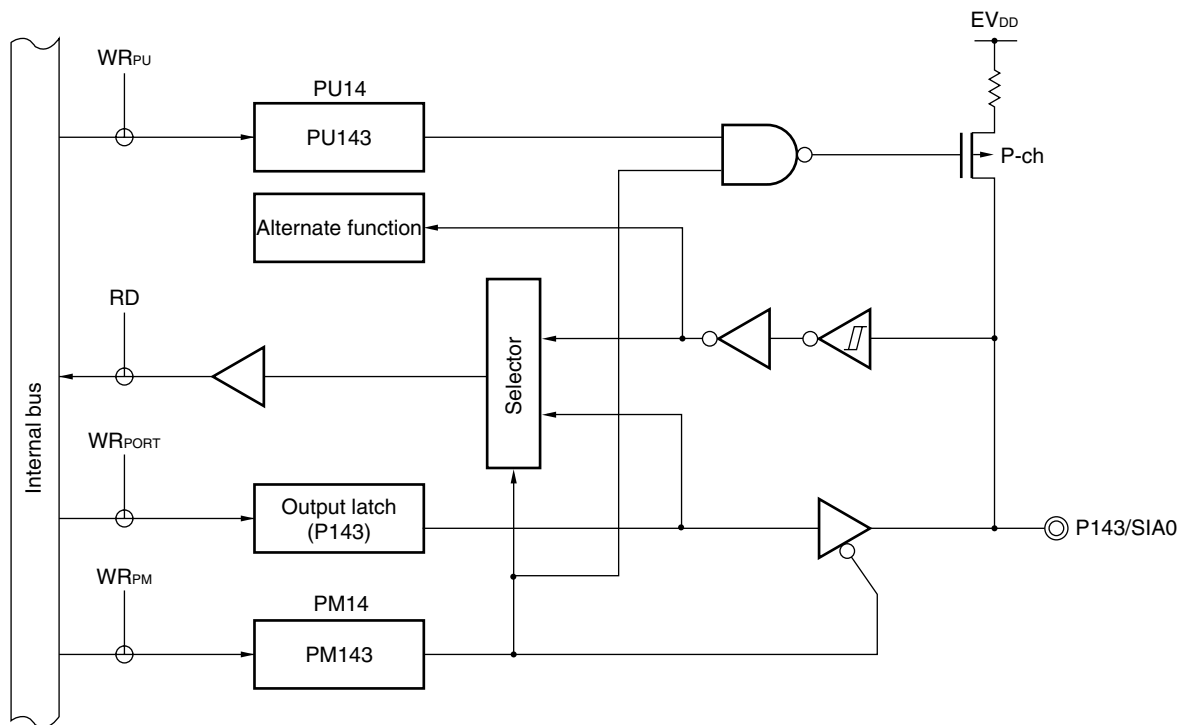 EVDD
WRPU
PU14
PU143
P-ch
Alternate function
RD
Selector
Internal bus
WRPORT
Output latch
(P143)
P143/SIA0
WRPM
PM14
PM143